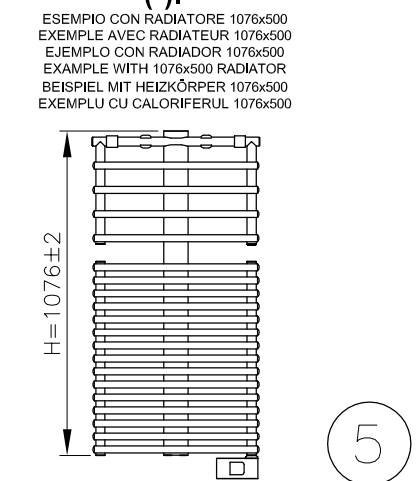 ESEMPIO CON RADIATORE 1076x500
EXEMPLE AVEC RADIATEUR 1076x500
EJEMPLO CON RADIADOR 1076x500
EXAMPLE WITH 1076x500 RADIATOR
BEISPIEL MIT HEIZKÖRPER 1076x500
EXEMPLU CU CALORIFERUL 1076x500
H=1076±2
5